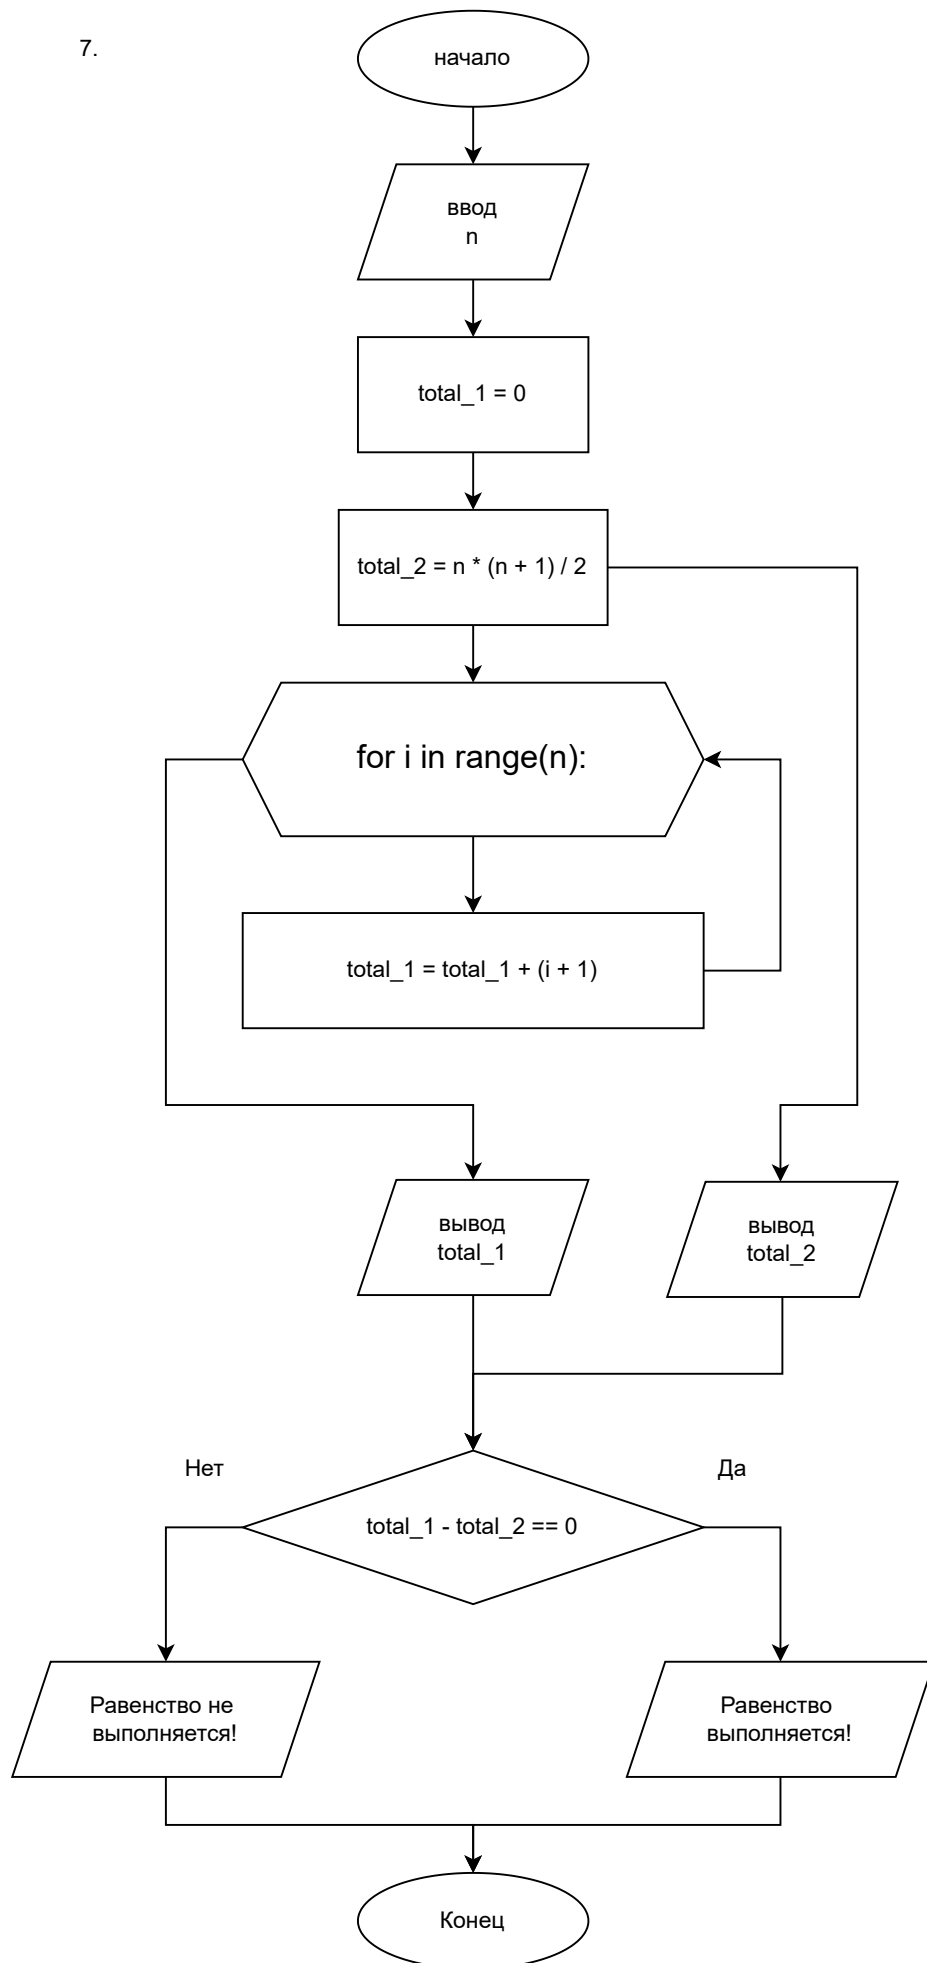 7.
начало
ввод
n
total_1 = 0
total_2 = n * (n + 1) / 2
for i in range(n):
total_1 = total_1 + (i + 1)
вывод
total_1
вывод
total_2
Нет
Да
total_1 - total_2 == 0
Равенство не
выполняется!
Равенство
выполняется!
Конец